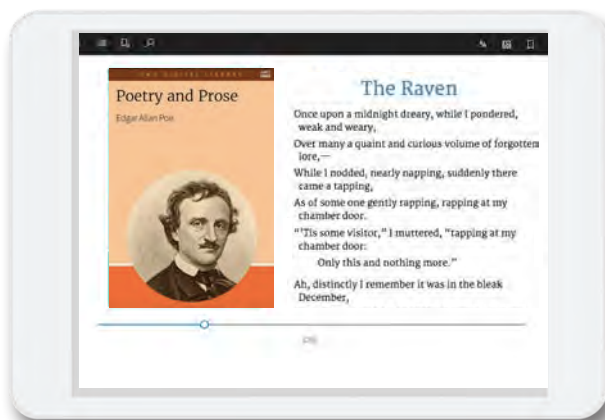 Poetry and Prose
Edgar Allan Poe
The Raven
Once upon a midnight dreary, while I pondered,
weak and weary,
Over many a quaint and curious volume of forgotten
lore,—
While I nodded, nearly napping, suddenly there
came a tapping,
As of some one gently rapping, rapping at my
chamber door.
"'Tis some visitor," I muttered, "tapping at my
chamber door:
Only this and nothing more."
Ah, distinctly I remember it was in the bleak
December,